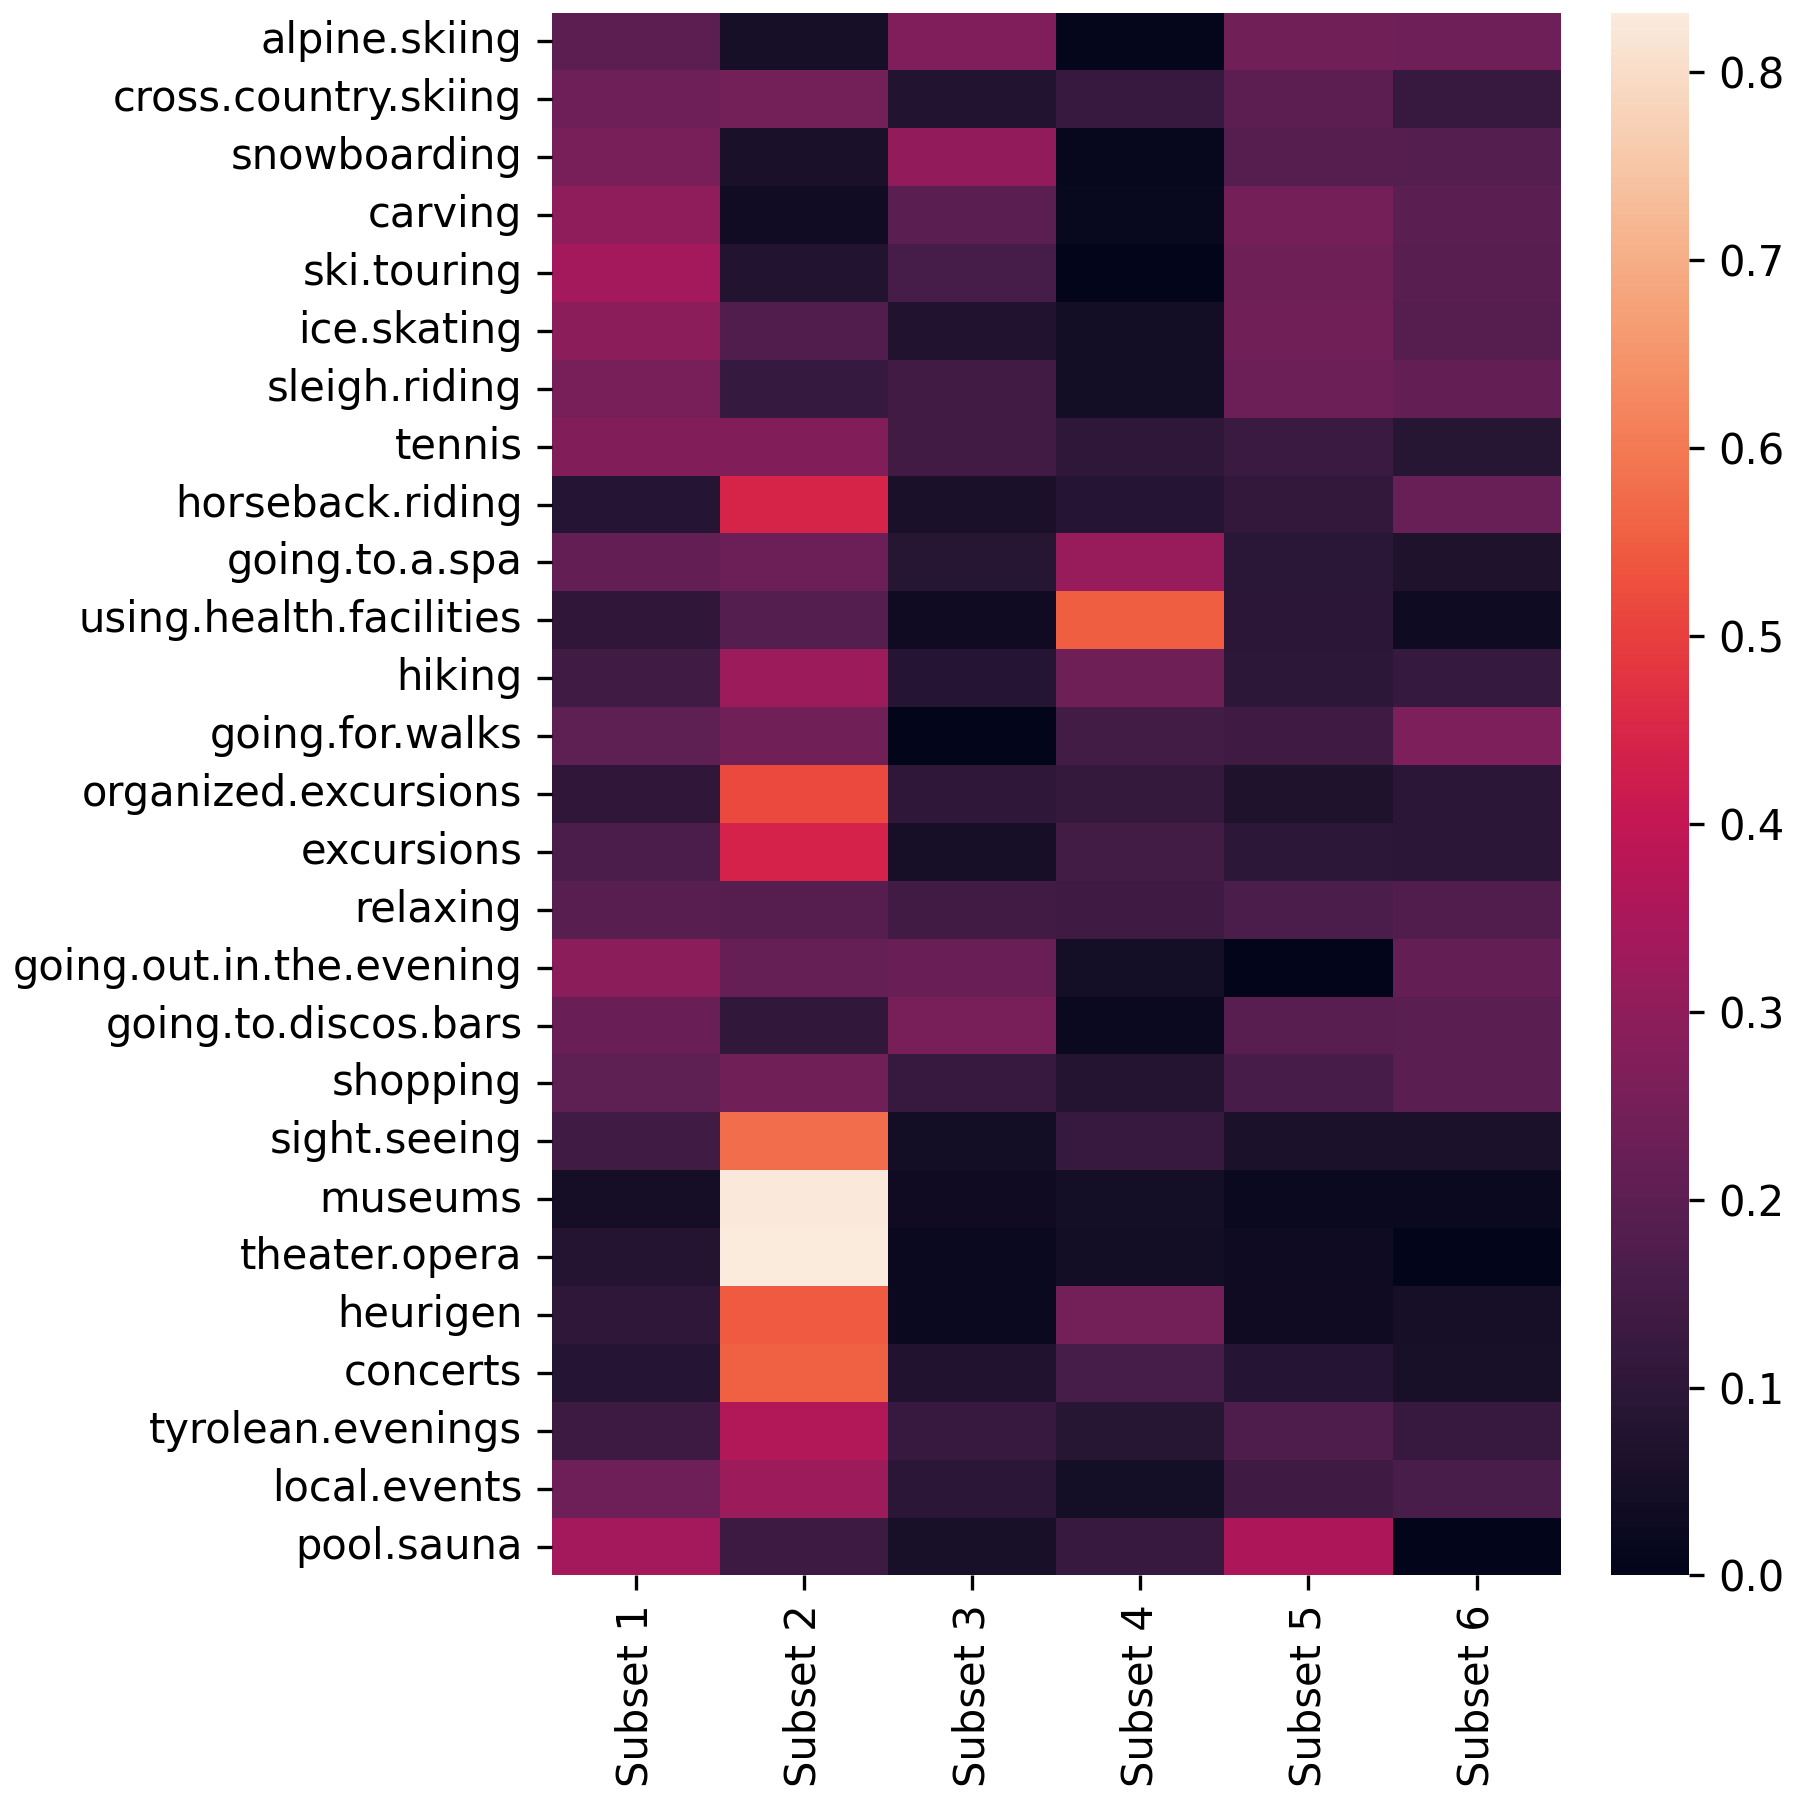 alpine.skiing
cross.country.skiing
snowboarding
carving
ski.touring
ice.skating
sleigh.riding
tennis
horseback.riding
going.to.a.spa
using.health.facilities
hiking
going.for.walks
organized.excursions
excursions
relaxing
going.out.in.the.evening
going.to.discos.bars
shopping
sight.seeing
museums
theater.opera
heurigen
concerts
tyrolean.evenings
local.events
pool.sauna
Subset 1
Subset 2
Subset 3
Subset 4
Subset 5
Subset 6
0.8
0.7
0.6
0.5
0.4
0.3
0.2
0.1
0.0